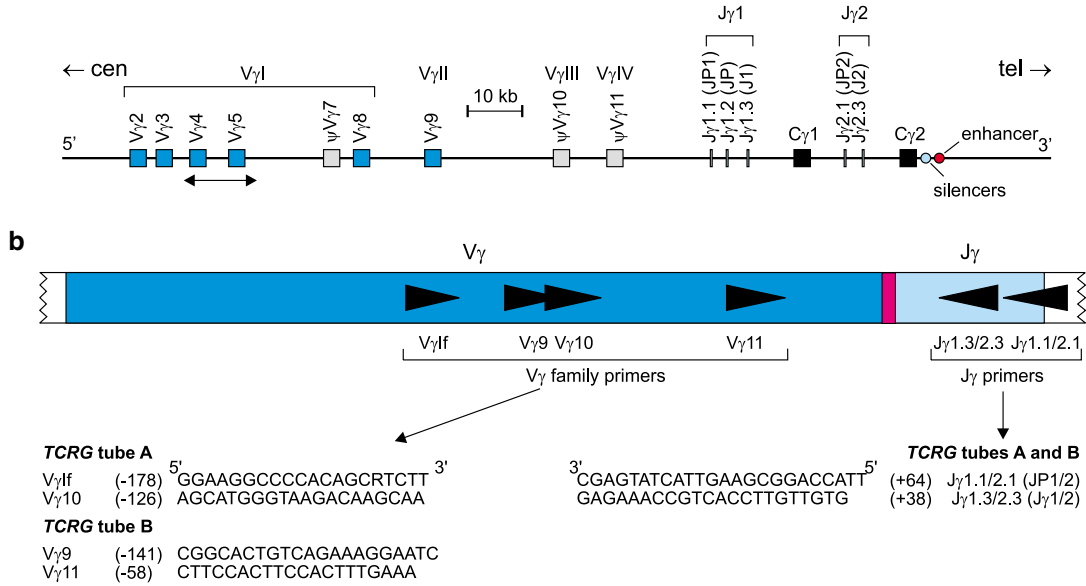 Jγ1 Jγ2
← cen VγI VγII VγIII VγIV tel →
10 kb
Vγ2 Vγ3 Vγ4 Vγ5 ψVγ7 Vγ8 Vγ9 ψVγ10 ψVγ11 Jγ1.1 (JP1) Jγ1.2 (JP) Jγ1.3 (J1) Jγ2.1 (JP2) Jγ2.3 (J2)
5' Cγ1 Cγ2 enhancer 3'
silencers
b
Vγ Jγ
VγIf Vγ9 Vγ10 Vγ11 Jγ1.3/2.3 Jγ1.1/2.1
Vγ family primers Jγ primers
TCRG tube A TCRG tubes A and B
5' 3' 3' 5'
VγIf (-178) GGAAGGCCCCACAGCRTCTT CGAGTATCATTGAAGCGGACCATT (+64) Jγ1.1/2.1 (JP1/2)
Vγ10 (-126) AGCATGGGTAAGACAAGCAA GAGAAACCGTCACCTTGTTGTG (+38) Jγ1.3/2.3 (Jγ1/2)
TCRG tube B
Vγ9 (-141) CGGCACTGTCAGAAAGGAATC
Vγ11 (-58) CTTCCACTTCCACTTTGAAA